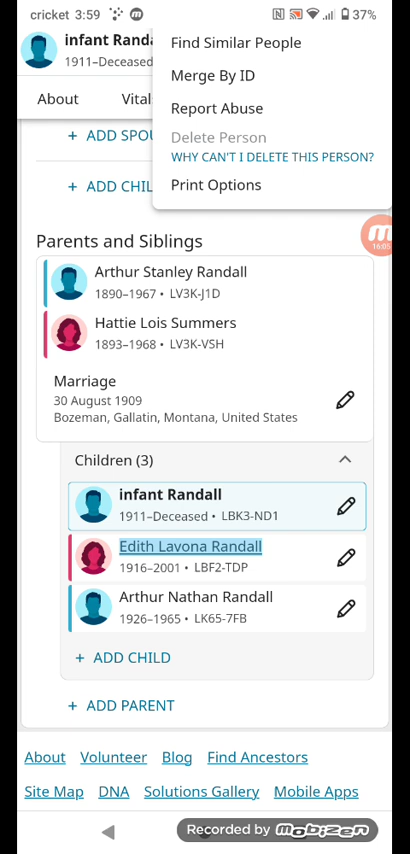 cricket 3:59 37%
infant Randa
1911–Deceased
Find Similar People
Merge By ID
Report Abuse
Delete Person
WHY CAN'T I DELETE THIS PERSON?
Print Options
About Vital
+ ADD SPOU
+ ADD CHIL
Parents and Siblings
16:05
Arthur Stanley Randall
1890–1967 • LV3K-J1D
Hattie Lois Summers
1893–1968 • LV3K-VSH
Marriage
30 August 1909
Bozeman, Gallatin, Montana, United States
Children (3)
infant Randall
1911–Deceased • LBK3-ND1
Edith Lavona Randall
1916–2001 • LBF2-TDP
Arthur Nathan Randall
1926–1965 • LK65-7FB
+ ADD CHILD
+ ADD PARENT
About Volunteer Blog Find Ancestors
Site Map DNA Solutions Gallery Mobile Apps
Recorded by mobizen